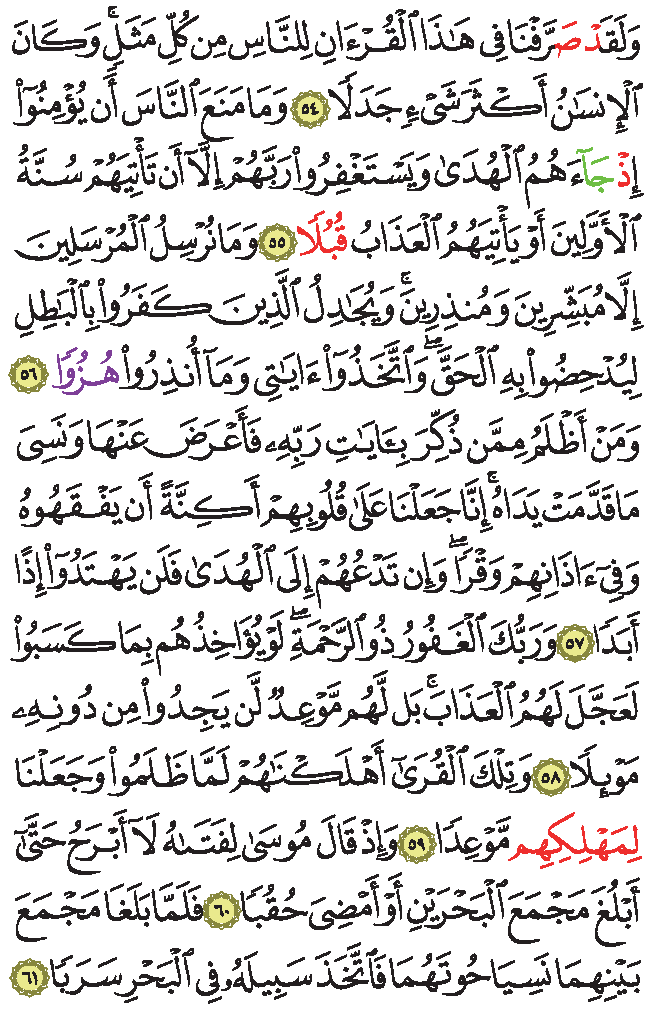 وَلَقَدْ صَرَّفْنَا فِى هَـٰذَا ٱلْقُرْءَانِ لِلنَّاسِ مِن كُلِّ مَثَلٍ ۚ وَكَانَ
ٱلْإِنسَـٰنُ أَكْثَرَ شَىْءٍ جَدَلًا ٥٤ وَمَا مَنَعَ ٱلنَّاسَ أَن يُؤْمِنُوٓا۟
إِذْ جَآءَهُمُ ٱلْهُدَىٰ وَيَسْتَغْفِرُوا۟ رَبَّهُمْ إِلَّآ أَن تَأْتِيَهُمْ سُنَّةُ
ٱلْأَوَّلِينَ أَوْ يَأْتِيَهُمُ ٱلْعَذَابُ قُبُلًا ٥٥ وَمَا نُرْسِلُ ٱلْمُرْسَلِينَ
إِلَّا مُبَشِّرِينَ وَمُنذِرِينَ ۚ وَيُجَـٰدِلُ ٱلَّذِينَ كَفَرُوا۟ بِٱلْبَـٰطِلِ
لِيُدْحِضُوا۟ بِهِ ٱلْحَقَّ ۖ وَٱتَّخَذُوٓا۟ ءَايَـٰتِى وَمَآ أُنذِرُوا۟ هُزُوًا ٥٦
وَمَنْ أَظْلَمُ مِمَّن ذُكِّرَ بِـَٔايَـٰتِ رَبِّهِۦ فَأَعْرَضَ عَنْهَا وَنَسِىَ
مَا قَدَّمَتْ يَدَاهُ ۚ إِنَّا جَعَلْنَا عَلَىٰ قُلُوبِهِمْ أَكِنَّةً أَن يَفْقَهُوهُ
وَفِىٓ ءَاذَانِهِمْ وَقْرًا ۖ وَإِن تَدْعُهُمْ إِلَى ٱلْهُدَىٰ فَلَن يَهْتَدُوٓا۟ إِذًا
أَبَدًا ٥٧ وَرَبُّكَ ٱلْغَفُورُ ذُو ٱلرَّحْمَةِ ۖ لَوْ يُؤَاخِذُهُم بِمَا كَسَبُوا۟
لَعَجَّلَ لَهُمُ ٱلْعَذَابَ ۚ بَل لَّهُم مَّوْعِدٌ لَّن يَجِدُوا۟ مِن دُونِهِۦ
مَوْئِلًا ٥٨ وَتِلْكَ ٱلْقُرَىٰٓ أَهْلَكْنَـٰهُمْ لَمَّا ظَلَمُوا۟ وَجَعَلْنَا
لِمَهْلِكِهِم مَّوْعِدًا ٥٩ وَإِذْ قَالَ مُوسَىٰ لِفَتَىٰهُ لَآ أَبْرَحُ حَتَّىٰٓ
أَبْلُغَ مَجْمَعَ ٱلْبَحْرَيْنِ أَوْ أَمْضِىَ حُقُبًا ٦٠ فَلَمَّا بَلَغَا مَجْمَعَ
بَيْنِهِمَا نَسِيَا حُوتَهُمَا فَٱتَّخَذَ سَبِيلَهُۥ فِى ٱلْبَحْرِ سَرَبًا ٦١